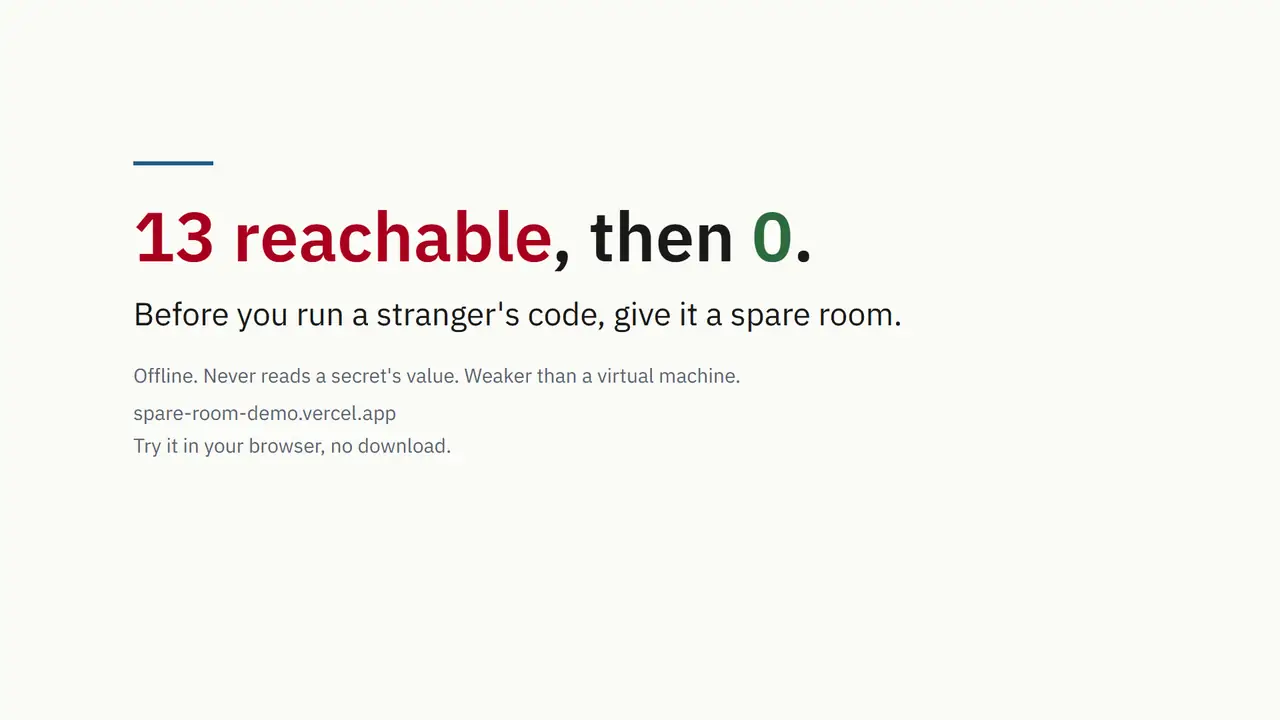 13 reachable, then 0.
Before you run a stranger's code, give it a spare room.
Offline. Never reads a secret's value. Weaker than a virtual machine.
spare-room-demo.vercel.app
Try it in your browser, no download.